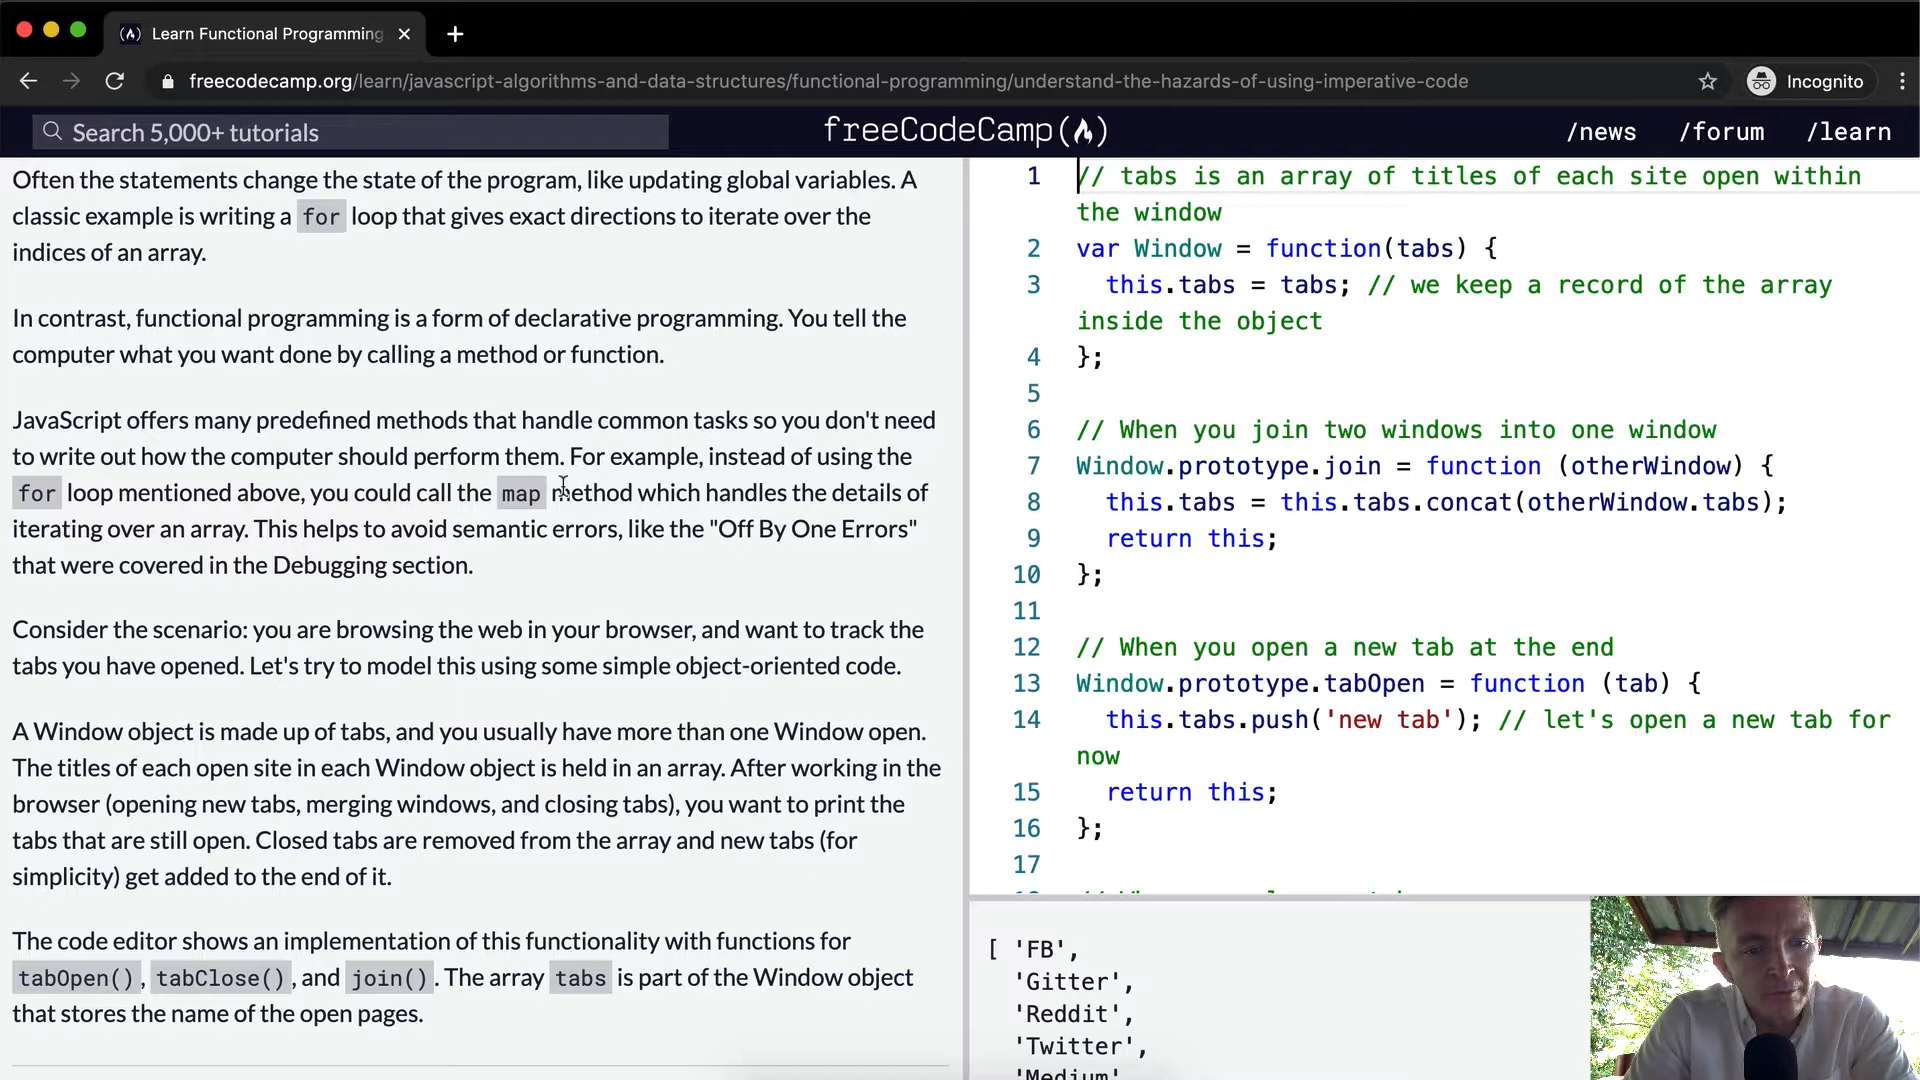 Learn Functional Programming
freecodecamp.org/learn/javascript-algorithms-and-data-structures/functional-programming/understand-the-hazards-of-using-imperative-code
Incognito
Search 5,000+ tutorials
freeCodeCamp
/news
/forum
/learn
Often the statements change the state of the program, like updating global variables. A
classic example is writing a for loop that gives exact directions to iterate over the
indices of an array.
In contrast, functional programming is a form of declarative programming. You tell the
computer what you want done by calling a method or function.
JavaScript offers many predefined methods that handle common tasks so you don't need
to write out how the computer should perform them. For example, instead of using the
for loop mentioned above, you could call the map method which handles the details of
iterating over an array. This helps to avoid semantic errors, like the "Off By One Errors"
that were covered in the Debugging section.
Consider the scenario: you are browsing the web in your browser, and want to track the
tabs you have opened. Let's try to model this using some simple object-oriented code.
A Window object is made up of tabs, and you usually have more than one Window open.
The titles of each open site in each Window object is held in an array. After working in the
browser (opening new tabs, merging windows, and closing tabs), you want to print the
tabs that are still open. Closed tabs are removed from the array and new tabs (for
simplicity) get added to the end of it.
The code editor shows an implementation of this functionality with functions for
tabOpen(), tabClose(), and join(). The array tabs is part of the Window object
that stores the name of the open pages.
1 // tabs is an array of titles of each site open within
the window
2 var Window = function(tabs) {
3 this.tabs = tabs; // we keep a record of the array
inside the object
4 };
5
6 // When you join two windows into one window
7 Window.prototype.join = function (otherWindow) {
8 this.tabs = this.tabs.concat(otherWindow.tabs);
9 return this;
10 };
11
12 // When you open a new tab at the end
13 Window.prototype.tabOpen = function (tab) {
14 this.tabs.push('new tab'); // let's open a new tab for
now
15 return this;
16 };
17
[ 'FB',
'Gitter',
'Reddit',
'Twitter',
'Medium',